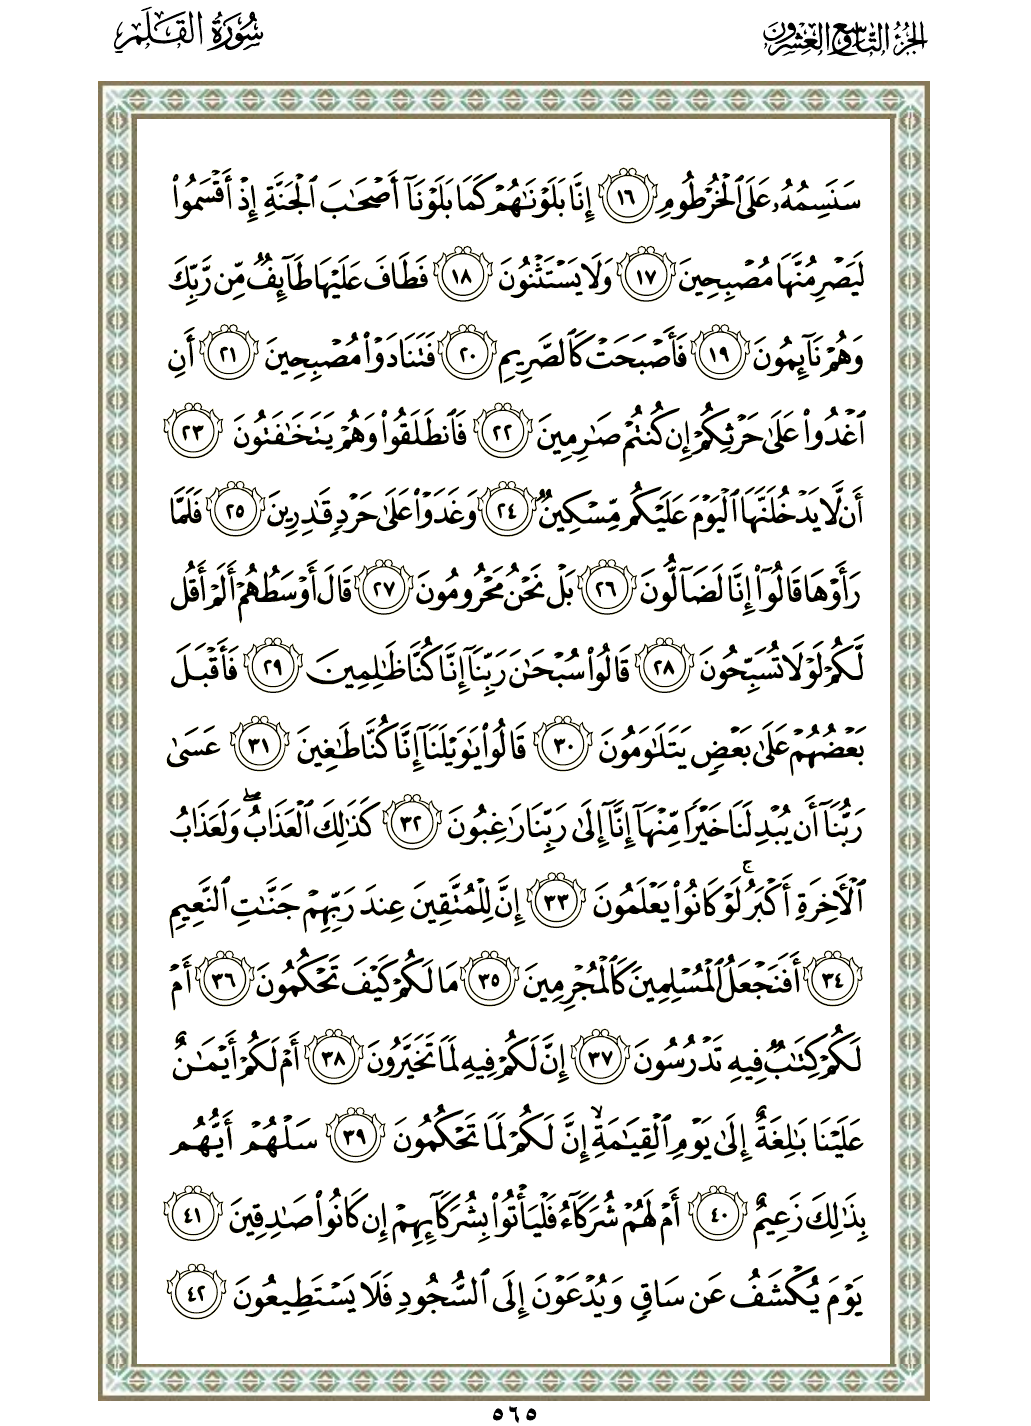 الجزء التاسع والعشرون
سورة القلم
سَنَسِمُهُۥ عَلَى ٱلۡخُرۡطُومِ ١٦ إِنَّا بَلَوۡنَٰهُمۡ كَمَا بَلَوۡنَآ أَصۡحَٰبَ ٱلۡجَنَّةِ إِذۡ أَقۡسَمُواْ
لَيَصۡرِمُنَّهَا مُصۡبِحِينَ ١٧ وَلَا يَسۡتَثۡنُونَ ١٨ فَطَافَ عَلَيۡهَا طَآئِفٞ مِّن رَّبِّكَ
وَهُمۡ نَآئِمُونَ ١٩ فَأَصۡبَحَتۡ كَٱلصَّرِيمِ ٢٠ فَتَنَادَوۡاْ مُصۡبِحِينَ ٢١ أَنِ
ٱغۡدُواْ عَلَىٰ حَرۡثِكُمۡ إِن كُنتُمۡ صَٰرِمِينَ ٢٢ فَٱنطَلَقُواْ وَهُمۡ يَتَخَٰفَتُونَ ٢٣
أَن لَّا يَدۡخُلَنَّهَا ٱلۡيَوۡمَ عَلَيۡكُم مِّسۡكِينٞ ٢٤ وَغَدَوۡاْ عَلَىٰ حَرۡدٖ قَٰدِرِينَ ٢٥ فَلَمَّا
رَأَوۡهَا قَالُوٓاْ إِنَّا لَضَآلُّونَ ٢٦ بَلۡ نَحۡنُ مَحۡرُومُونَ ٢٧ قَالَ أَوۡسَطُهُمۡ أَلَمۡ أَقُل
لَّكُمۡ لَوۡلَا تُسَبِّحُونَ ٢٨ قَالُواْ سُبۡحَٰنَ رَبِّنَآ إِنَّا كُنَّا ظَٰلِمِينَ ٢٩ فَأَقۡبَلَ
بَعۡضُهُمۡ عَلَىٰ بَعۡضٖ يَتَلَٰوَمُونَ ٣٠ قَالُواْ يَٰوَيۡلَنَآ إِنَّا كُنَّا طَٰغِينَ ٣١ عَسَىٰ
رَبُّنَآ أَن يُبۡدِلَنَا خَيۡرٗا مِّنۡهَآ إِنَّآ إِلَىٰ رَبِّنَا رَٰغِبُونَ ٣٢ كَذَٰلِكَ ٱلۡعَذَابُۖ وَلَعَذَابُ
ٱلۡأٓخِرَةِ أَكۡبَرُۚ لَوۡ كَانُواْ يَعۡلَمُونَ ٣٣ إِنَّ لِلۡمُتَّقِينَ عِندَ رَبِّهِمۡ جَنَّٰتِ ٱلنَّعِيمِ
٣٤ أَفَنَجۡعَلُ ٱلۡمُسۡلِمِينَ كَٱلۡمُجۡرِمِينَ ٣٥ مَا لَكُمۡ كَيۡفَ تَحۡكُمُونَ ٣٦ أَمۡ
لَكُمۡ كِتَٰبٞ فِيهِ تَدۡرُسُونَ ٣٧ إِنَّ لَكُمۡ فِيهِ لَمَا تَخَيَّرُونَ ٣٨ أَمۡ لَكُمۡ أَيۡمَٰنٌ
عَلَيۡنَا بَٰلِغَةٌ إِلَىٰ يَوۡمِ ٱلۡقِيَٰمَةِۙ إِنَّ لَكُمۡ لَمَا تَحۡكُمُونَ ٣٩ سَلۡهُمۡ أَيُّهُم
بِذَٰلِكَ زَعِيمٌ ٤٠ أَمۡ لَهُمۡ شُرَكَآءُ فَلۡيَأۡتُواْ بِشُرَكَآئِهِمۡ إِن كَانُواْ صَٰدِقِينَ ٤١
يَوۡمَ يُكۡشَفُ عَن سَاقٖ وَيُدۡعَوۡنَ إِلَى ٱلسُّجُودِ فَلَا يَسۡتَطِيعُونَ ٤٢
٥٦٥